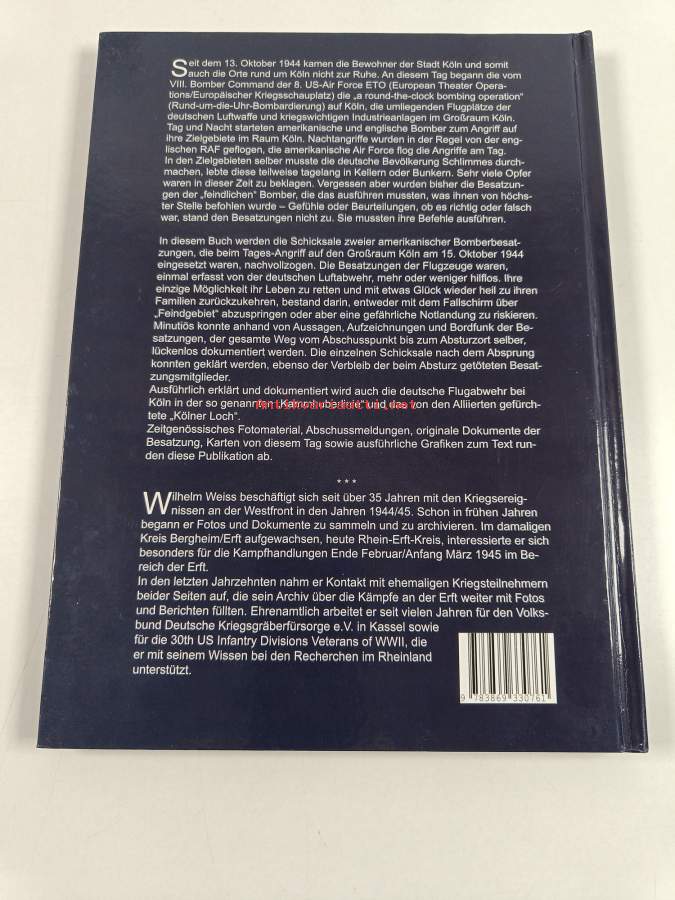 Seit dem 13. Oktober 1944 kamen die Bewohner der Stadt Köln und somit
auch die Orte rund um Köln nicht zur Ruhe. An diesem Tag begann die vom
VIII. Bomber Command der 8. US-Air Force ETO (European Theater Opera-
tions/Europäischer Kriegsschauplatz) die „a round-the-clock bombing operation“
(Rund-um-die-Uhr-Bombardierung) auf Köln, die umliegenden Flugplätze der
deutschen Luftwaffe und kriegswichtigen Industrieanlagen im Großraum Köln.
Tag und Nacht starteten amerikanische und englische Bomber zum Angriff auf
ihre Zielgebiete im Raum Köln. Nachtangriffe wurden in der Regel von der eng-
lischen RAF geflogen, die amerikanische Air Force flog die Angriffe am Tag.
In den Zielgebieten selber musste die deutsche Bevölkerung Schlimmes durch-
machen, lebte diese teilweise tagelang in Kellern oder Bunkern. Sehr viele Opfer
waren in dieser Zeit zu beklagen. Vergessen aber wurden bisher die Besatzun-
gen der „feindlichen“ Bomber, die das ausführen mussten, was ihnen von höchs-
ter Stelle befohlen wurde – Gefühle oder Beurteilungen, ob es richtig oder falsch
war, stand den Besatzungen nicht zu. Sie mussten ihre Befehle ausführen.
In diesem Buch werden die Schicksale zweier amerikanischer Bomberbesat-
zungen, die beim Tages-Angriff auf den Großraum Köln am 15. Oktober 1944
eingesetzt waren, nachvollzogen. Die Besatzungen der Flugzeuge waren,
einmal erfasst von der deutschen Luftabwehr, mehr oder weniger hilflos. Ihre
einzige Möglichkeit ihr Leben zu retten und mit etwas Glück wieder heil zu ihren
Familien zurückzukehren, bestand darin, entweder mit dem Fallschirm über
„Feindgebiet“ abzuspringen oder aber eine gefährliche Notlandung zu riskieren.
Minutiös konnte anhand von Aussagen, Aufzeichnungen und Bordfunk der Be-
satzungen, der gesamte Weg vom Abschusspunkt bis zum Absturzort selber,
lückenlos dokumentiert werden. Die einzelnen Schicksale nach dem Absprung
konnten geklärt werden, ebenso der Verbleib der beim Absturz getöteten Besat-
zungsmitglieder.
Ausführlich erklärt und dokumentiert wird auch die deutsche Flugabwehr bei
Köln in der so genannten „Kammhuberlinie“ und das von den Alliierten gefürch-
tete „Kölner Loch“.
Zeitgenössisches Fotomaterial, Abschussmeldungen, originale Dokumente der
Besatzung, Karten von diesem Tag sowie ausführliche Grafiken zum Text run-
den diese Publikation ab.
* * *
Wilhelm Weiss beschäftigt sich seit über 35 Jahren mit den Kriegsereig-
nissen an der Westfront in den Jahren 1944/45. Schon in frühen Jahren
begann er Fotos und Dokumente zu sammeln und zu archivieren. Im damaligen
Kreis Bergheim/Erft aufgewachsen, heute Rhein-Erft-Kreis, interessierte er sich
besonders für die Kampfhandlungen Ende Februar/Anfang März 1945 im Be-
reich der Erft.
In den letzten Jahrzehnten nahm er Kontakt mit ehemaligen Kriegsteilnehmern
beider Seiten auf, die sein Archiv über die Kämpfe an der Erft weiter mit Fotos
und Berichten füllten. Ehrenamtlich arbeitet er seit vielen Jahren für den Volks-
bund Deutsche Kriegsgräberfürsorge e.V. in Kassel sowie
für die 30th US Infantry Divisions Veterans of WWII, die
er mit seinem Wissen bei den Recherchen im Rheinland
unterstützt.
9 783869 330761